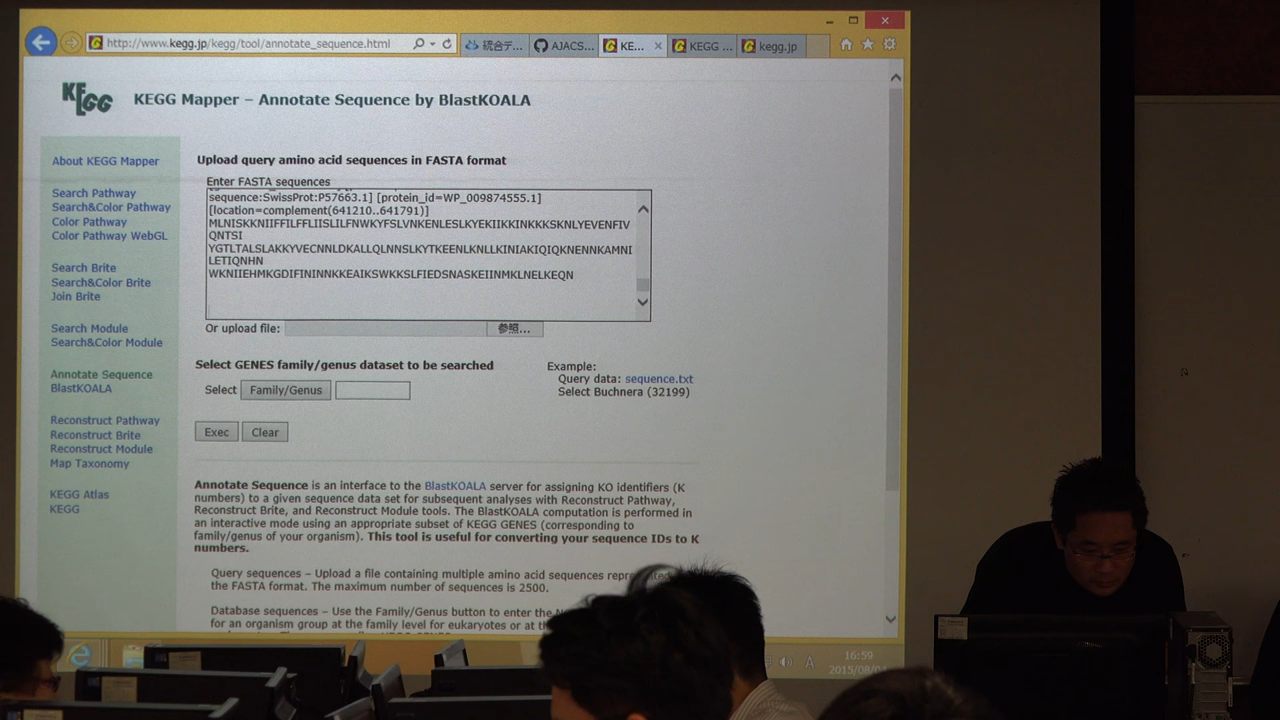 http://www.kegg.jp/kegg/tool/annotate_sequence.html
統合デ...
AJACS...
KE...
KEGG ...
kegg.jp
KEGG
KEGG Mapper – Annotate Sequence by BlastKOALA
About KEGG Mapper
Search Pathway
Search&Color Pathway
Color Pathway
Color Pathway WebGL
Search Brite
Search&Color Brite
Join Brite
Search Module
Search&Color Module
Annotate Sequence
BlastKOALA
Reconstruct Pathway
Reconstruct Brite
Reconstruct Module
Map Taxonomy
KEGG Atlas
KEGG
Upload query amino acid sequences in FASTA format
Enter FASTA sequences
sequence:SwissProt:P57663.1] [protein_id=WP_009874555.1]
[location=complement(641210..641791)]
MLNISKKNIIFFILFFLIISLILFNWKYFSLVNKENLESLKYEKIIKKINKKKSKNLYEVENFIV
QNTSI
YGTLTALSLAKKYVECNNLDKALLQLNNSLKYTKEENLKNLLKINIAKIQIQKNENNKAMNI
LETIQNHN
WKNIIEHMKGDIFININNKKEAIKSWKKSLFIEDSNASKEIINMKLNELKEQN
Or upload file:
参照...
Select GENES family/genus dataset to be searched
Select Family/Genus
Example:
Query data: sequence.txt
Select Buchnera (32199)
Exec Clear
Annotate Sequence is an interface to the BlastKOALA server for assigning KO identifiers (K
numbers) to a given sequence data set for subsequent analyses with Reconstruct Pathway,
Reconstruct Brite, and Reconstruct Module tools. The BlastKOALA computation is performed in
an interactive mode using an appropriate subset of KEGG GENES (corresponding to
family/genus of your organism). This tool is useful for converting your sequence IDs to K
numbers.
Query sequences – Upload a file containing multiple amino acid sequences
the FASTA format. The maximum number of sequences is 2500.
Database sequences – Use the Family/Genus button to enter the
for an organism group at the family level for eukaryotes or at
A
16:59